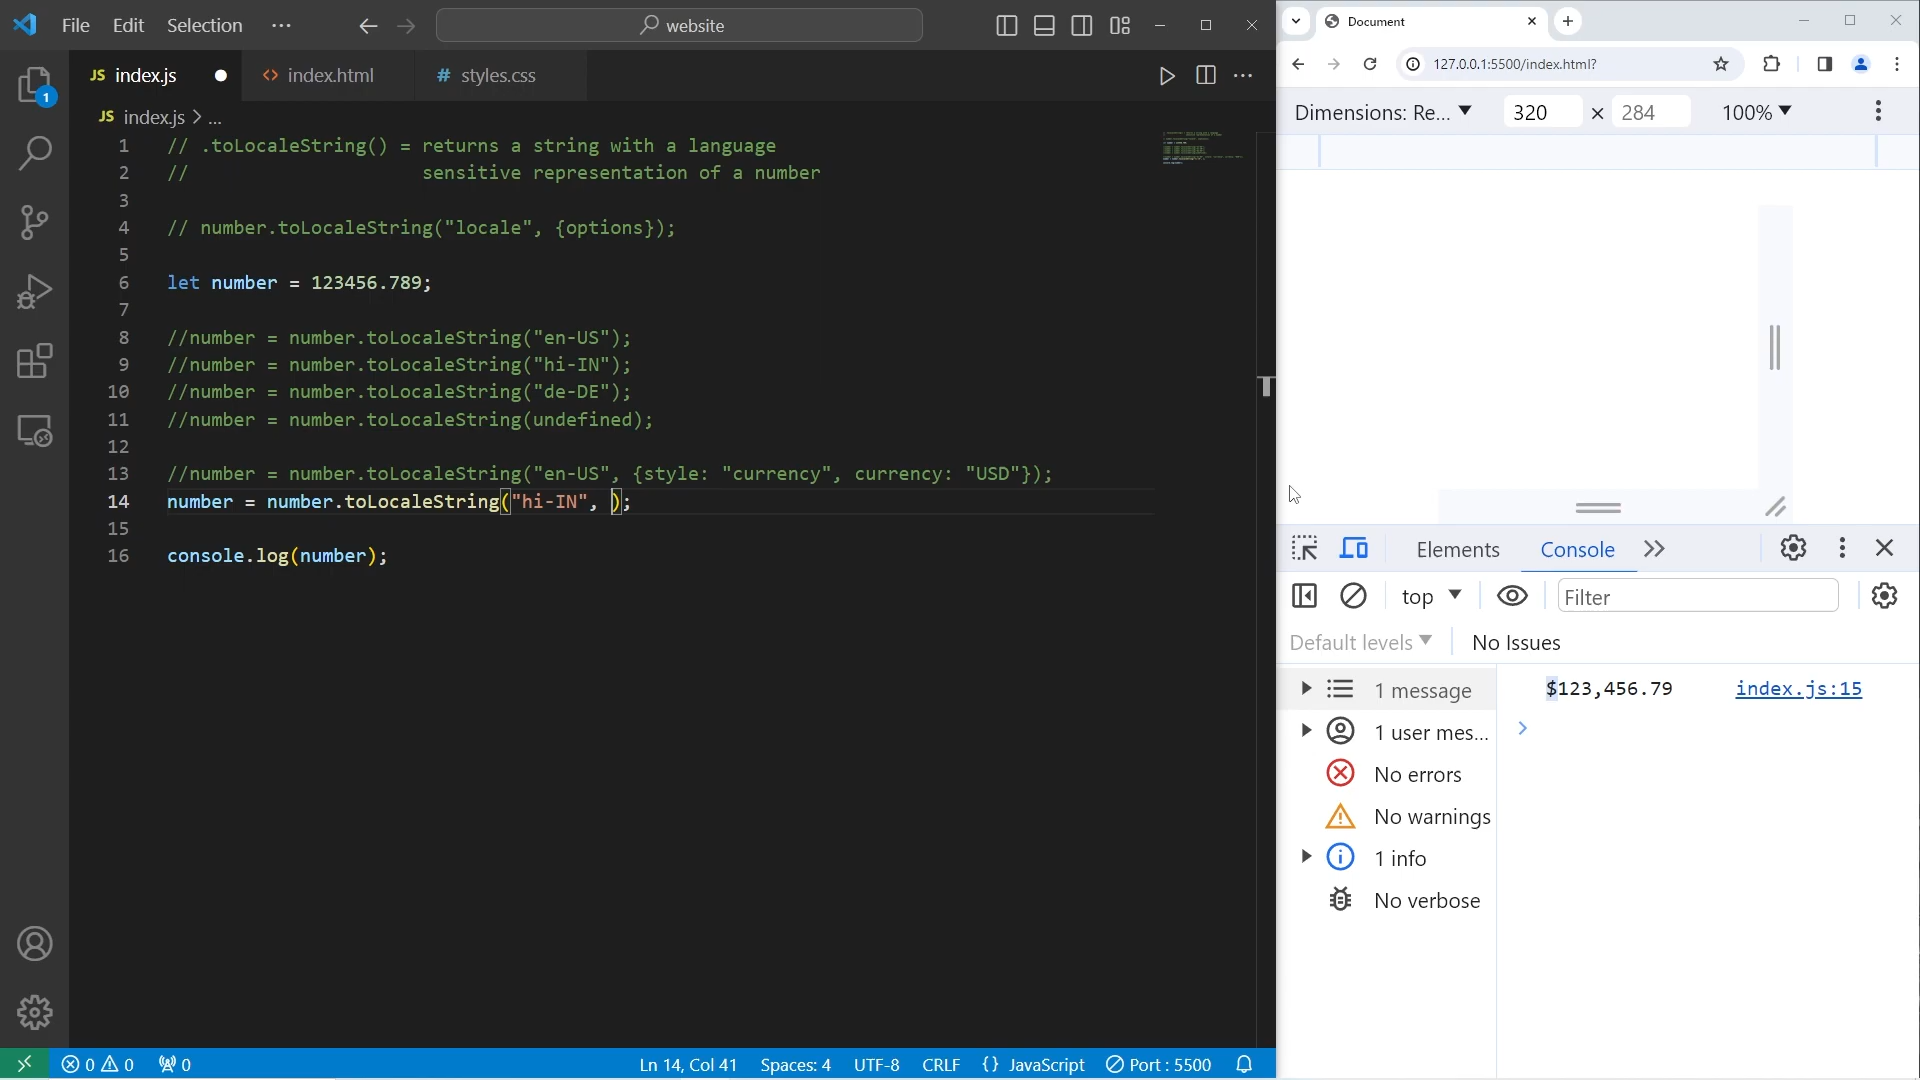 File Edit Selection ···
website
JS index.js
<> index.html
# styles.css
JS index.js > ...
1 // .toLocaleString() = returns a string with a language
2 // sensitive representation of a number
3
4 // number.toLocaleString("locale", {options});
5
6 let number = 123456.789;
7
8 //number = number.toLocaleString("en-US");
9 //number = number.toLocaleString("hi-IN");
10 //number = number.toLocaleString("de-DE");
11 //number = number.toLocaleString(undefined);
12
13 //number = number.toLocaleString("en-US", {style: "currency", currency: "USD"});
14 number = number.toLocaleString("hi-IN", );
15
16 console.log(number);
1
0 0 0
Ln 14, Col 41 Spaces: 4 UTF-8 CRLF {} JavaScript Port : 5500
Document
127.0.0.1:5500/index.html?
Dimensions: Re... 320 × 284 100%
Elements Console
top Filter
Default levels No Issues
1 message
1 user mes...
No errors
No warnings
1 info
No verbose
$123,456.79 index.js:15